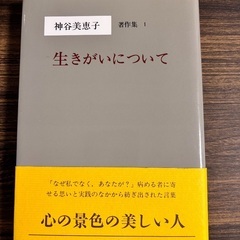 神谷美恵子 著作集 1
生きがいについて
「なぜ私でなく、あなたが?」病める者に寄
せる思いと実践のなかから紡ぎ出された言葉
心の景色の美しい人